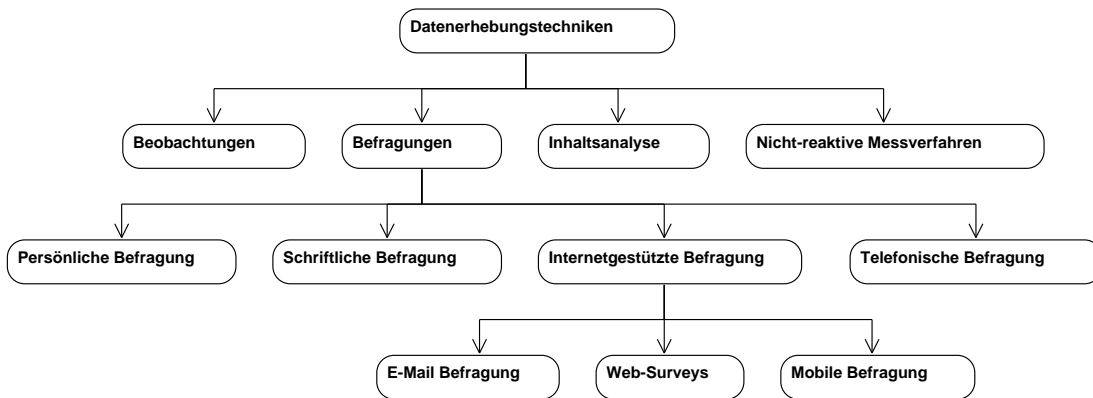 Datenerhebungstechniken
Beobachtungen
Befragungen
Inhaltsanalyse
Nicht-reaktive Messverfahren
Persönliche Befragung
Schriftliche Befragung
Internetgestützte Befragung
Telefonische Befragung
E-Mail Befragung
Web-Surveys
Mobile Befragung